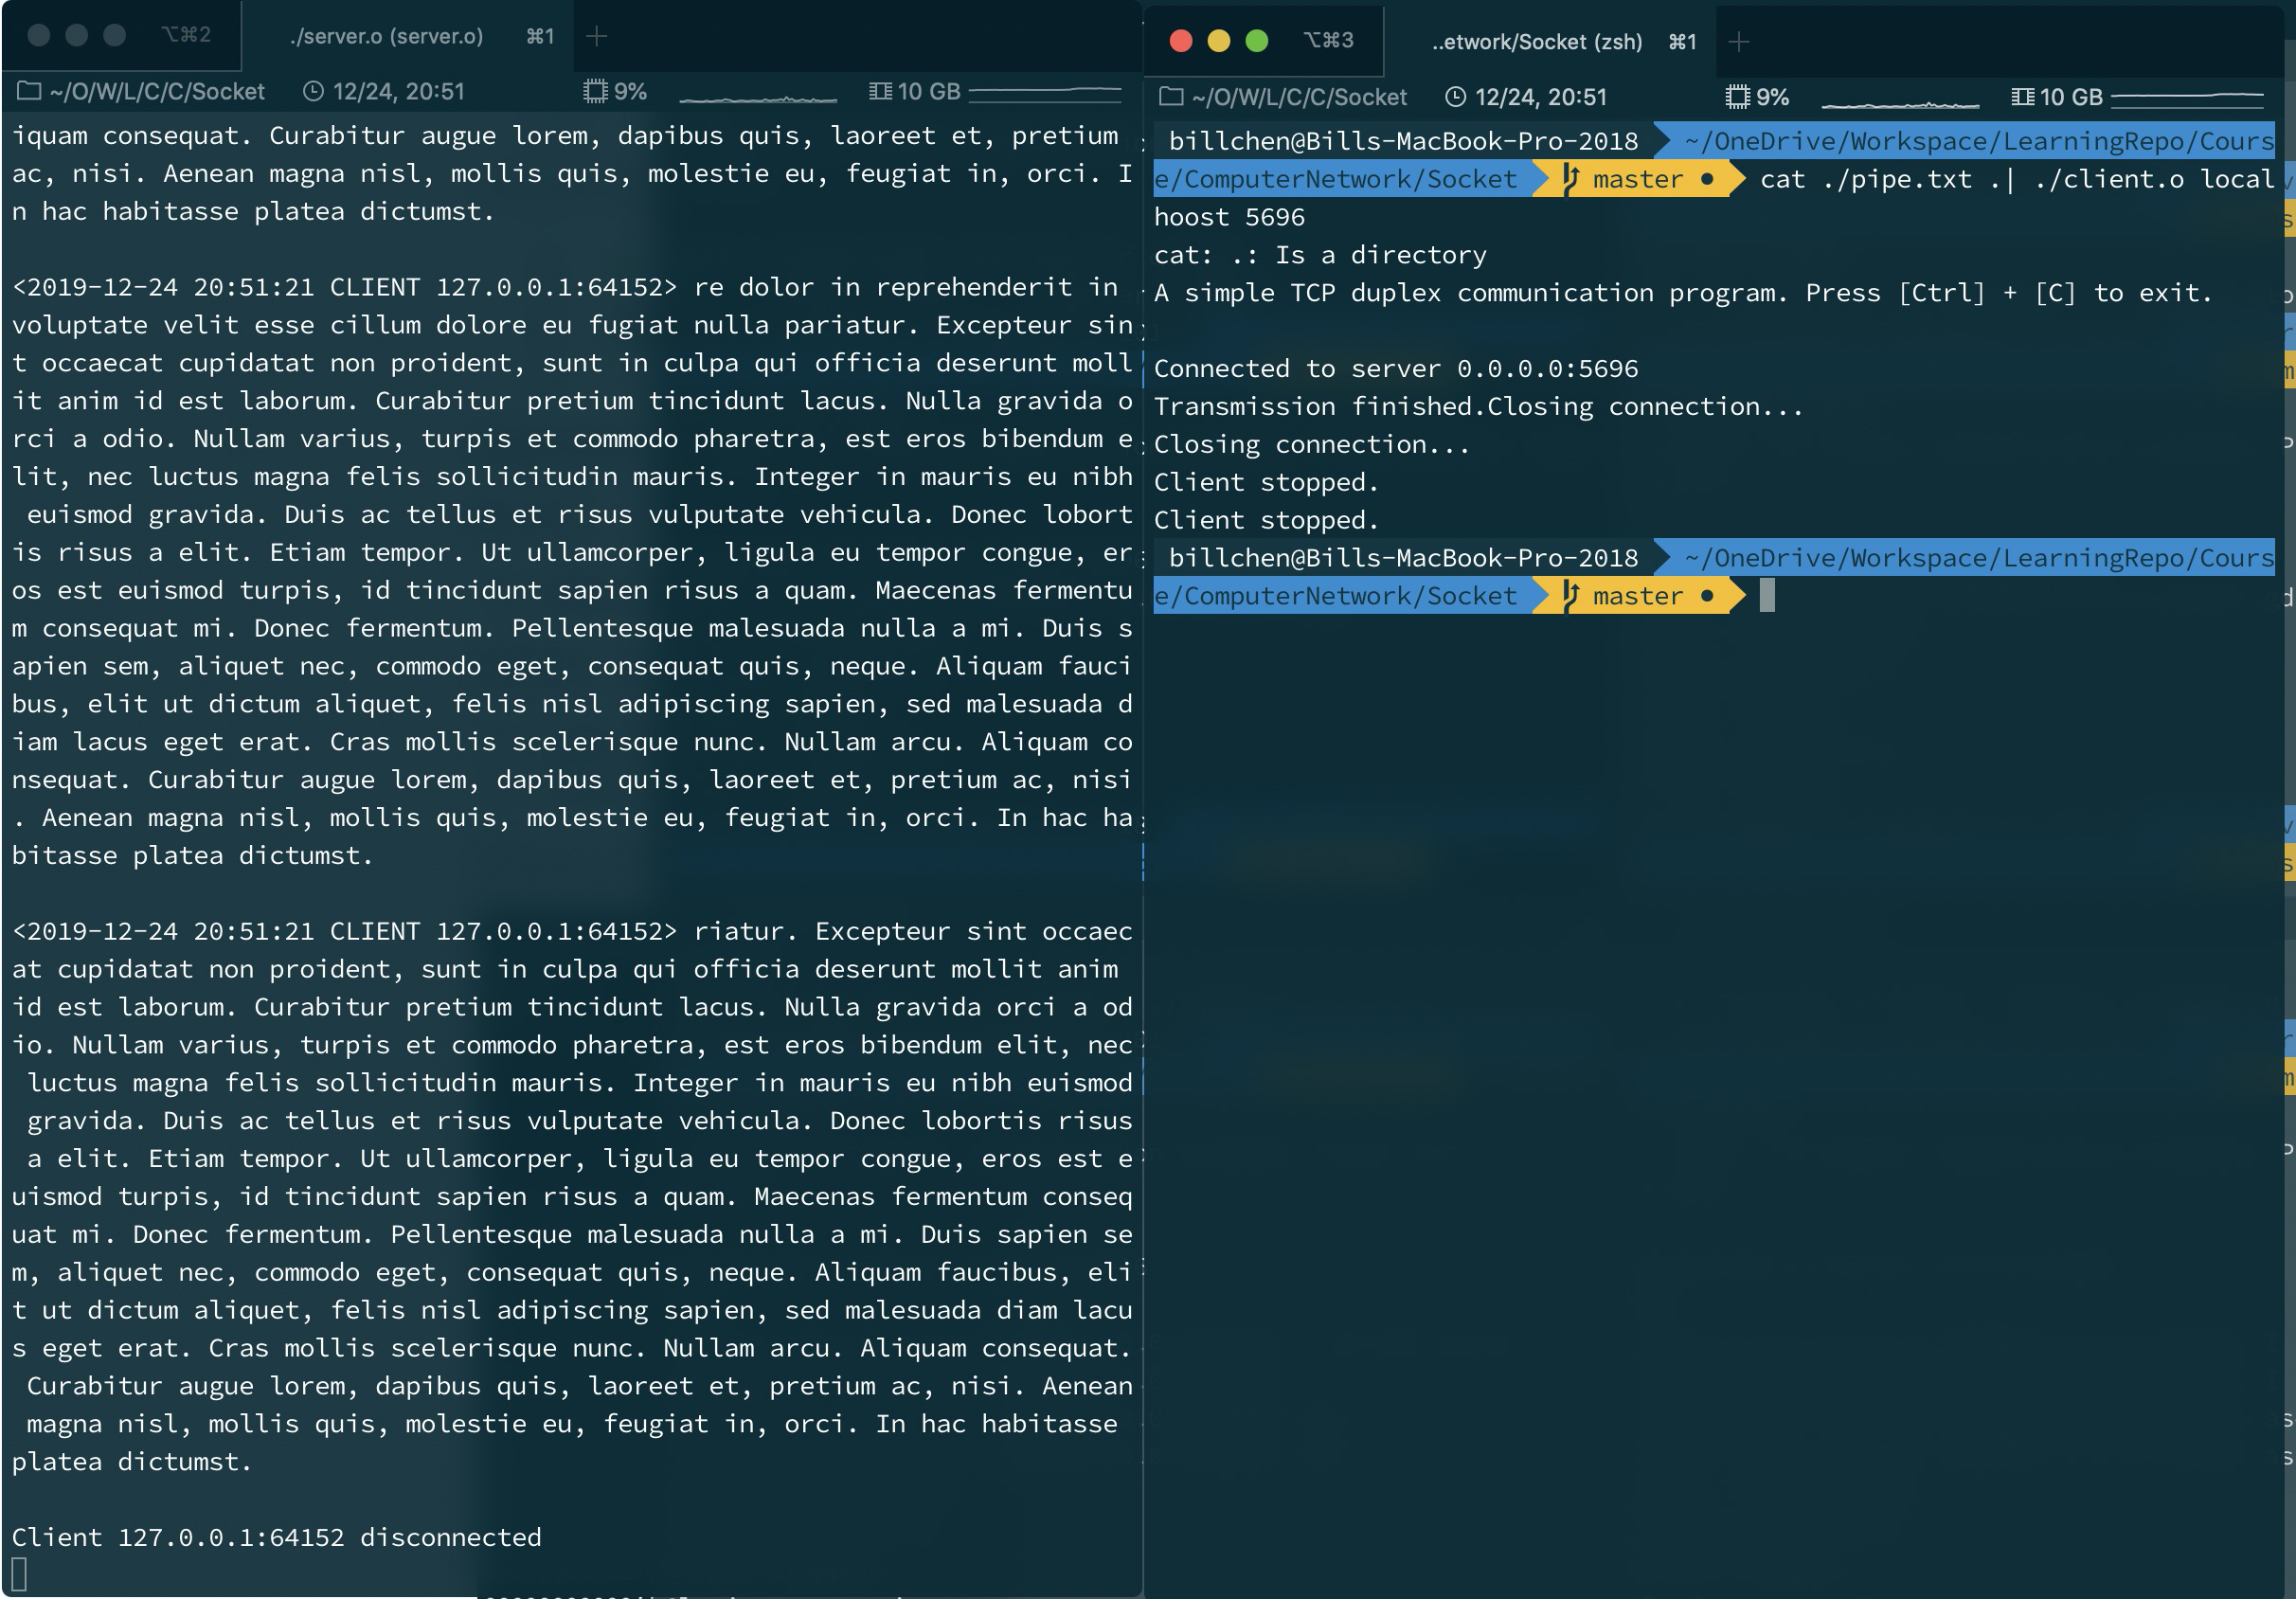 ⌥⌘2 ./server.o (server.o) ⌘1 +
~/O/W/L/C/C/Socket 12/24, 20:51 9% 10 GB
iquam consequat. Curabitur augue lorem, dapibus quis, laoreet et, pretium
ac, nisi. Aenean magna nisl, mollis quis, molestie eu, feugiat in, orci. I
n hac habitasse platea dictumst.
<2019-12-24 20:51:21 CLIENT 127.0.0.1:64152> re dolor in reprehenderit in
voluptate velit esse cillum dolore eu fugiat nulla pariatur. Excepteur sin
t occaecat cupidatat non proident, sunt in culpa qui officia deserunt moll
it anim id est laborum. Curabitur pretium tincidunt lacus. Nulla gravida o
rci a odio. Nullam varius, turpis et commodo pharetra, est eros bibendum e
lit, nec luctus magna felis sollicitudin mauris. Integer in mauris eu nibh
euismod gravida. Duis ac tellus et risus vulputate vehicula. Donec lobort
is risus a elit. Etiam tempor. Ut ullamcorper, ligula eu tempor congue, er
os est euismod turpis, id tincidunt sapien risus a quam. Maecenas fermentu
m consequat mi. Donec fermentum. Pellentesque malesuada nulla a mi. Duis s
apien sem, aliquet nec, commodo eget, consequat quis, neque. Aliquam fauci
bus, elit ut dictum aliquet, felis nisl adipiscing sapien, sed malesuada d
iam lacus eget erat. Cras mollis scelerisque nunc. Nullam arcu. Aliquam co
nsequat. Curabitur augue lorem, dapibus quis, laoreet et, pretium ac, nisi
. Aenean magna nisl, mollis quis, molestie eu, feugiat in, orci. In hac ha
bitasse platea dictumst.
<2019-12-24 20:51:21 CLIENT 127.0.0.1:64152> riatur. Excepteur sint occaec
at cupidatat non proident, sunt in culpa qui officia deserunt mollit anim
id est laborum. Curabitur pretium tincidunt lacus. Nulla gravida orci a od
io. Nullam varius, turpis et commodo pharetra, est eros bibendum elit, nec
luctus magna felis sollicitudin mauris. Integer in mauris eu nibh euismod
gravida. Duis ac tellus et risus vulputate vehicula. Donec lobortis risus
a elit. Etiam tempor. Ut ullamcorper, ligula eu tempor congue, eros est e
uismod turpis, id tincidunt sapien risus a quam. Maecenas fermentum conseq
uat mi. Donec fermentum. Pellentesque malesuada nulla a mi. Duis sapien se
m, aliquet nec, commodo eget, consequat quis, neque. Aliquam faucibus, eli
t ut dictum aliquet, felis nisl adipiscing sapien, sed malesuada diam lacu
s eget erat. Cras mollis scelerisque nunc. Nullam arcu. Aliquam consequat.
Curabitur augue lorem, dapibus quis, laoreet et, pretium ac, nisi. Aenean
magna nisl, mollis quis, molestie eu, feugiat in, orci. In hac habitasse
platea dictumst.
Client 127.0.0.1:64152 disconnected
⌥⌘3 ..etwork/Socket (zsh) ⌘1 +
~/O/W/L/C/C/Socket 12/24, 20:51 9% 10 GB
billchen@Bills-MacBook-Pro-2018 ~/OneDrive/Workspace/LearningRepo/Cours
e/ComputerNetwork/Socket master ● cat ./pipe.txt .| ./client.o local
hoost 5696
cat: .: Is a directory
A simple TCP duplex communication program. Press [Ctrl] + [C] to exit.
Connected to server 0.0.0.0:5696
Transmission finished.Closing connection...
Closing connection...
Client stopped.
Client stopped.
billchen@Bills-MacBook-Pro-2018 ~/OneDrive/Workspace/LearningRepo/Cours
e/ComputerNetwork/Socket master ●